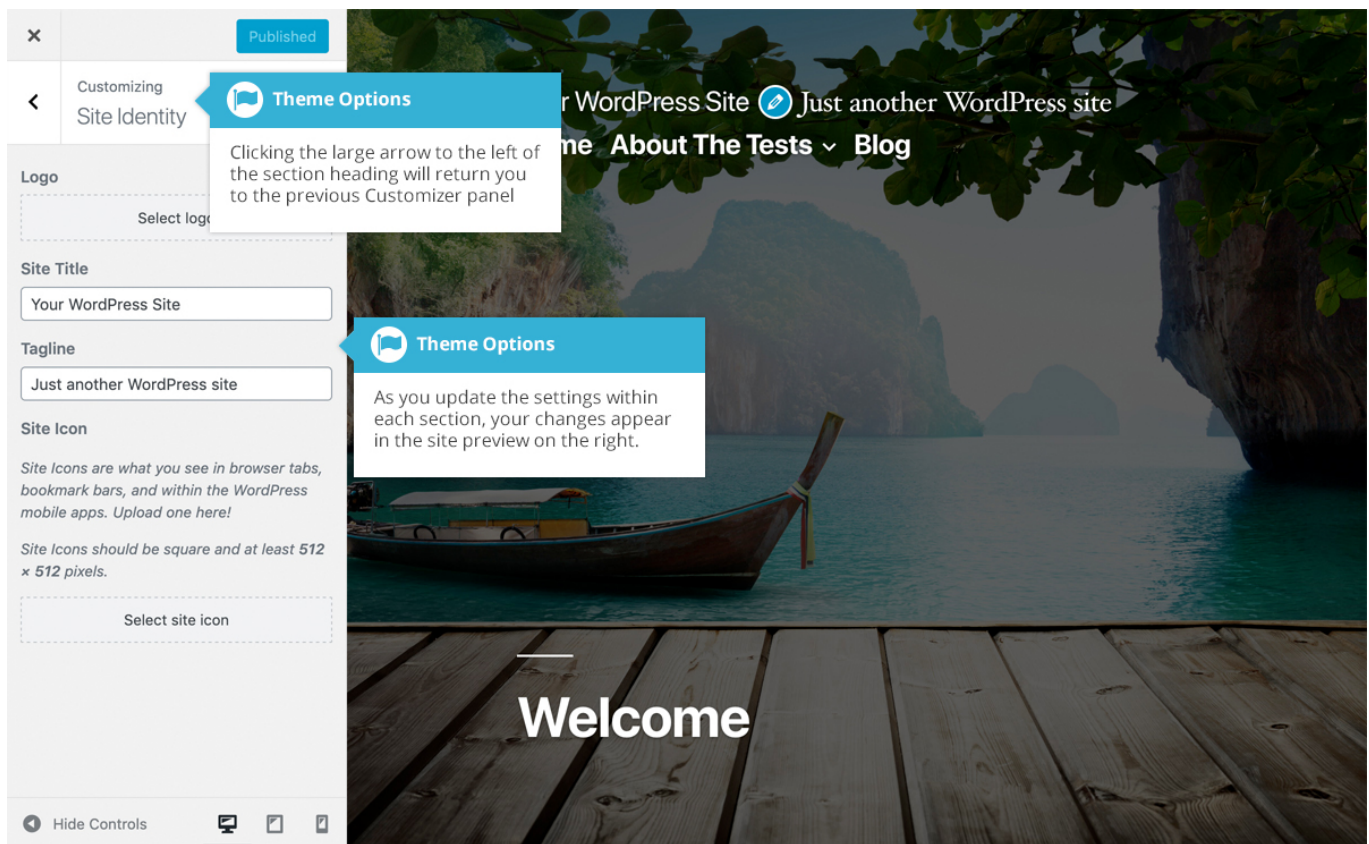 Published
Customizing
Site Identity
Theme Options
Clicking the large arrow to the left of
the section heading will return you
to the previous Customizer panel
Logo
Select
Site Title
Your WordPress Site
Tagline
Just another WordPress site
Theme Options
As you update the settings within
each section, your changes appear
in the site preview on the right.
Site Icon
Site Icons are what you see in browser tabs,
bookmark bars, and within the WordPress
mobile apps. Upload one here!
Site Icons should be square and at least 512
× 512 pixels.
Select site icon
Hide Controls
WordPress Site Just another WordPress site
About The Tests Blog
Welcome